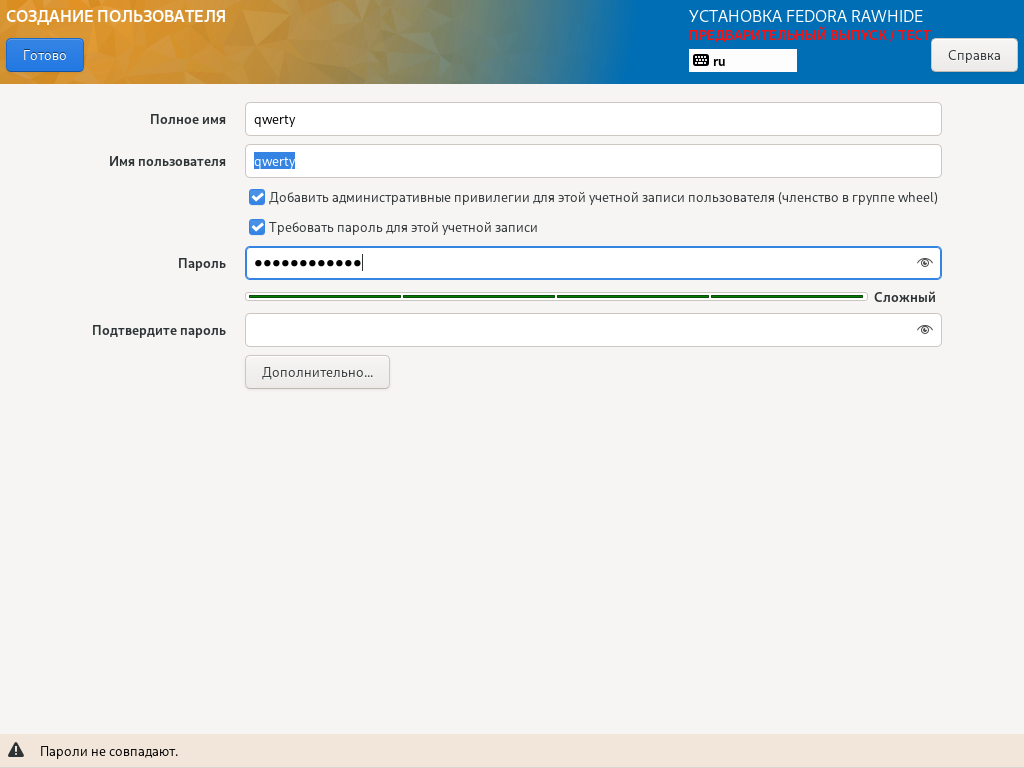 СОЗДАНИЕ ПОЛЬЗОВАТЕЛЯ
УСТАНОВКА FEDORA RAWHIDE
ПРЕДВАРИТЕЛЬНЫЙ ВЫПУСК / ТЕСТ
Готово
ru
Справка
Полное имя
qwerty
Имя пользователя
qwerty
Добавить административные привилегии для этой учетной записи пользователя (членство в группе wheel)
Требовать пароль для этой учетной записи
Пароль
●●●●●●●●●●●●
Сложный
Подтвердите пароль
Дополнительно...
Пароли не совпадают.